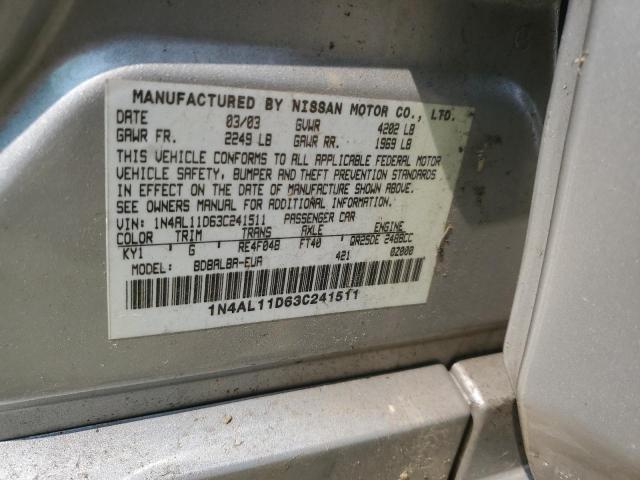 MANUFACTURED BY NISSAN MOTOR CO., LTD.
DATE 03/03 GVWR 4202 LB
GAWR FR. 2249 LB GAWR RR. 1969 LB
THIS VEHICLE CONFORMS TO ALL APPLICABLE FEDERAL MOTOR
VEHICLE SAFETY, BUMPER AND THEFT PREVENTION STANDARDS
IN EFFECT ON THE DATE OF MANUFACTURE SHOWN ABOVE.
SEE OWNERS MANUAL FOR ADDITIONAL INFORMATION.
VIN: 1N4AL11D63C241511 PASSENGER CAR
COLOR TRIM TRANS AXLE ENGINE
KY1 G RE4F04B FT40 QR25DE 2488CC
MODEL: BDBALBA-EUA 421 02000
1N4AL11D63C241511